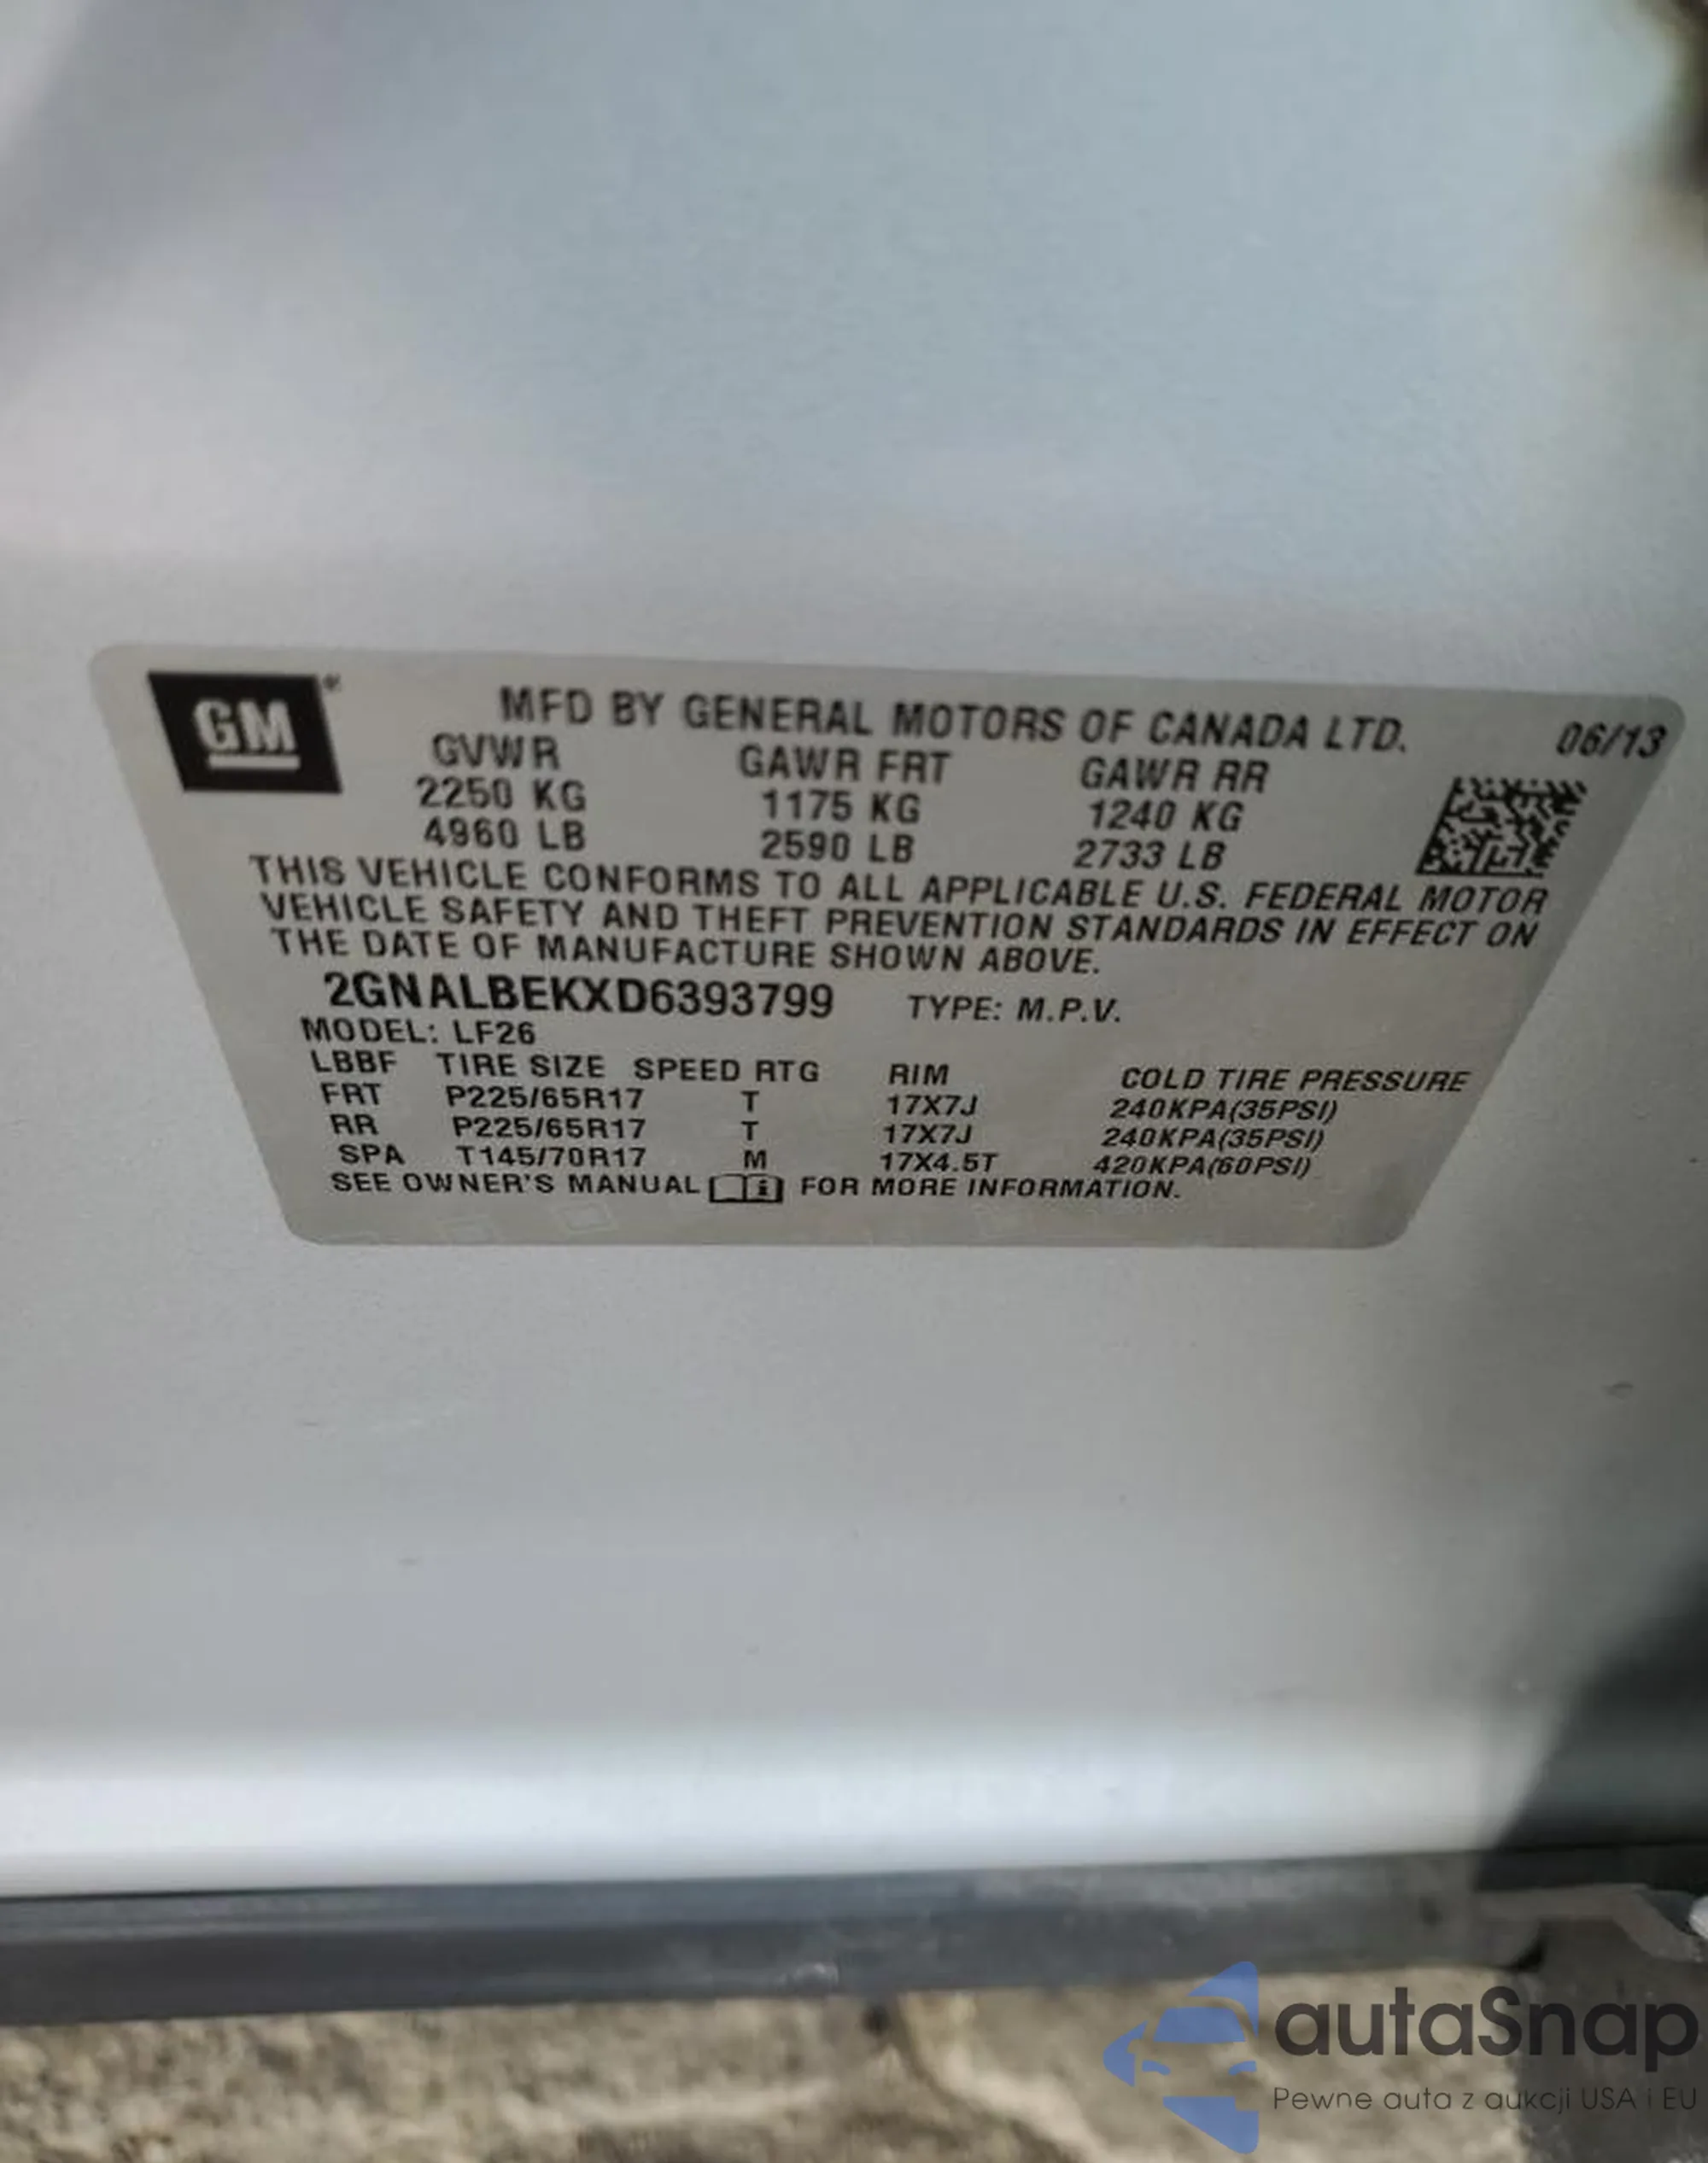 GM®
MFD BY GENERAL MOTORS OF CANADA LTD. 06/13
GVWR GAWR FRT GAWR RR
2250 KG 1175 KG 1240 KG
4960 LB 2590 LB 2733 LB
THIS VEHICLE CONFORMS TO ALL APPLICABLE U.S. FEDERAL MOTOR
VEHICLE SAFETY AND THEFT PREVENTION STANDARDS IN EFFECT ON
THE DATE OF MANUFACTURE SHOWN ABOVE.
2GNALBEKXD6393799 TYPE: M.P.V.
MODEL: LF26
LBBF TIRE SIZE SPEED RTG RIM COLD TIRE PRESSURE
FRT P225/65R17 T 17X7J 240KPA(35PSI)
RR P225/65R17 T 17X7J 240KPA(35PSI)
SPA T145/70R17 M 17X4.5T 420KPA(60PSI)
SEE OWNER'S MANUAL FOR MORE INFORMATION.
autaSnap
Pewne auta z aukcji USA i EU